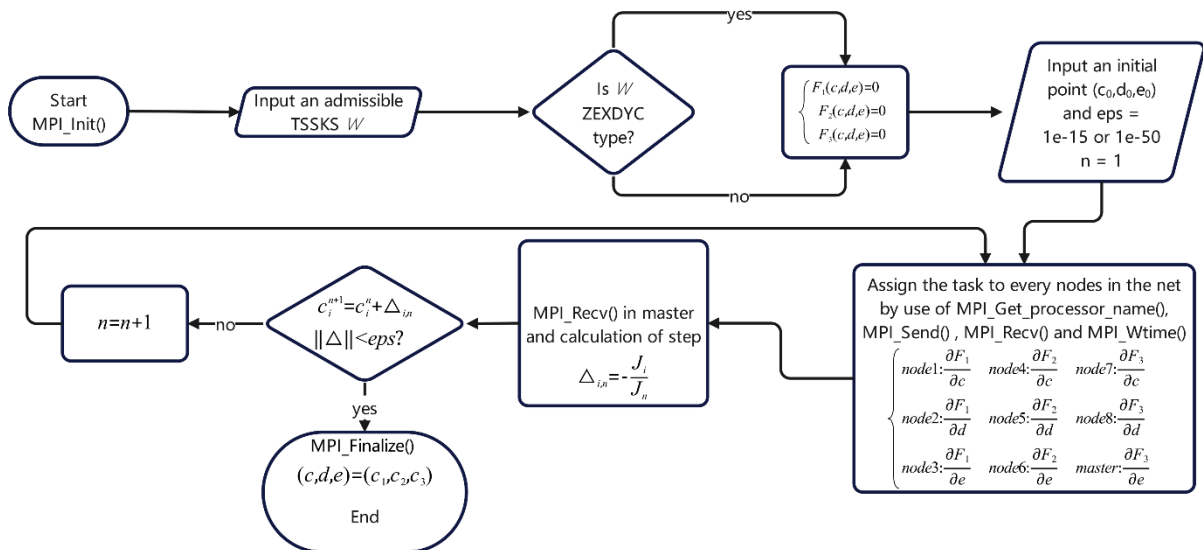 Start
MPI_Init()
Input an admissible
TSSKS W
Is W
ZEXDYC
type?
yes
no
F₁(c,d,e)=0
F₂(c,d,e)=0
F₃(c,d,e)=0
Input an initial
point (c₀,d₀,e₀)
and eps =
1e-15 or 1e-50
n = 1
Assign the task to every nodes in the net
by use of MPI_Get_processor_name(),
MPI_Send() , MPI_Recv() and MPI_Wtime()
node1:∂F₁/∂c node4:∂F₂/∂c node7:∂F₃/∂c
node2:∂F₁/∂d node5:∂F₂/∂d node8:∂F₃/∂d
node3:∂F₁/∂e node6:∂F₂/∂e master:∂F₃/∂e
MPI_Recv() in master
and calculation of step
△ᵢ,ₙ=-Jᵢ/Jₙ
cᵢⁿ⁺¹=cᵢⁿ+△ᵢ,ₙ
||△||<eps?
no
n=n+1
yes
MPI_Finalize()
(c,d,e)=(c₁,c₂,c₃)
End